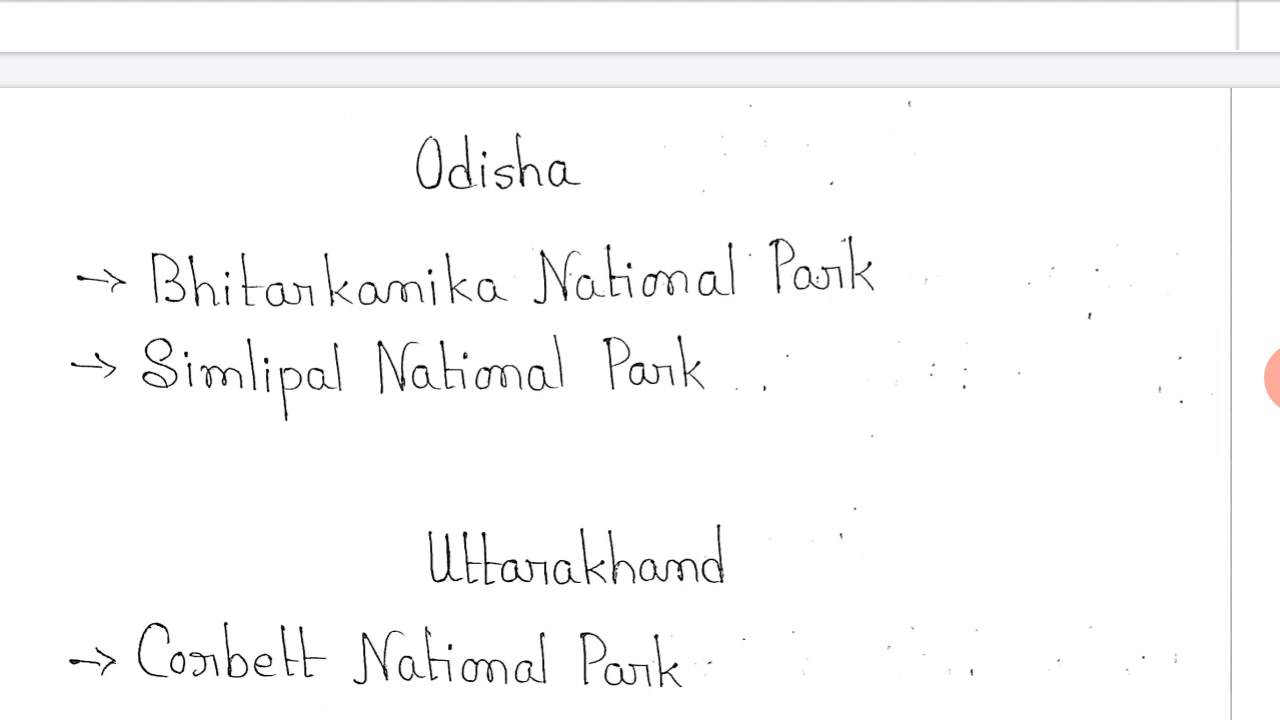 Odisha
→ Bhitarkanika National Park
→ Simlipal National Park
Uttarakhand
→ Corbett National Park